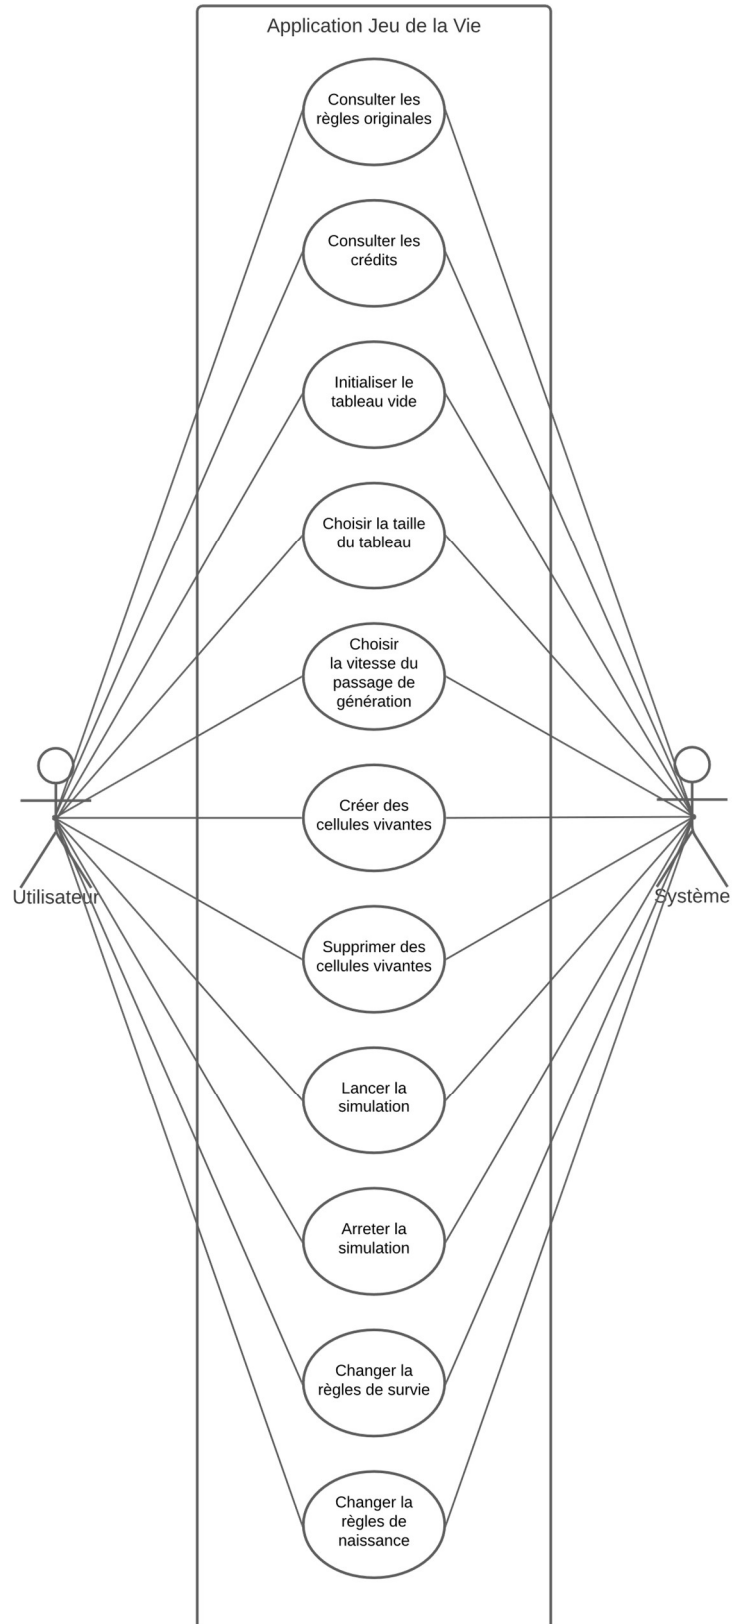 Application Jeu de la Vie
Consulter les
règles originales
Consulter les
crédits
Initialiser le
tableau vide
Choisir la taille
du tableau
Choisir
la vitesse du
passage de
génération
Créer des
cellules vivantes
Utilisateur
Système
Supprimer des
cellules vivantes
Lancer la
simulation
Arreter la
simulation
Changer la
règles de survie
Changer la
règles de
naissance